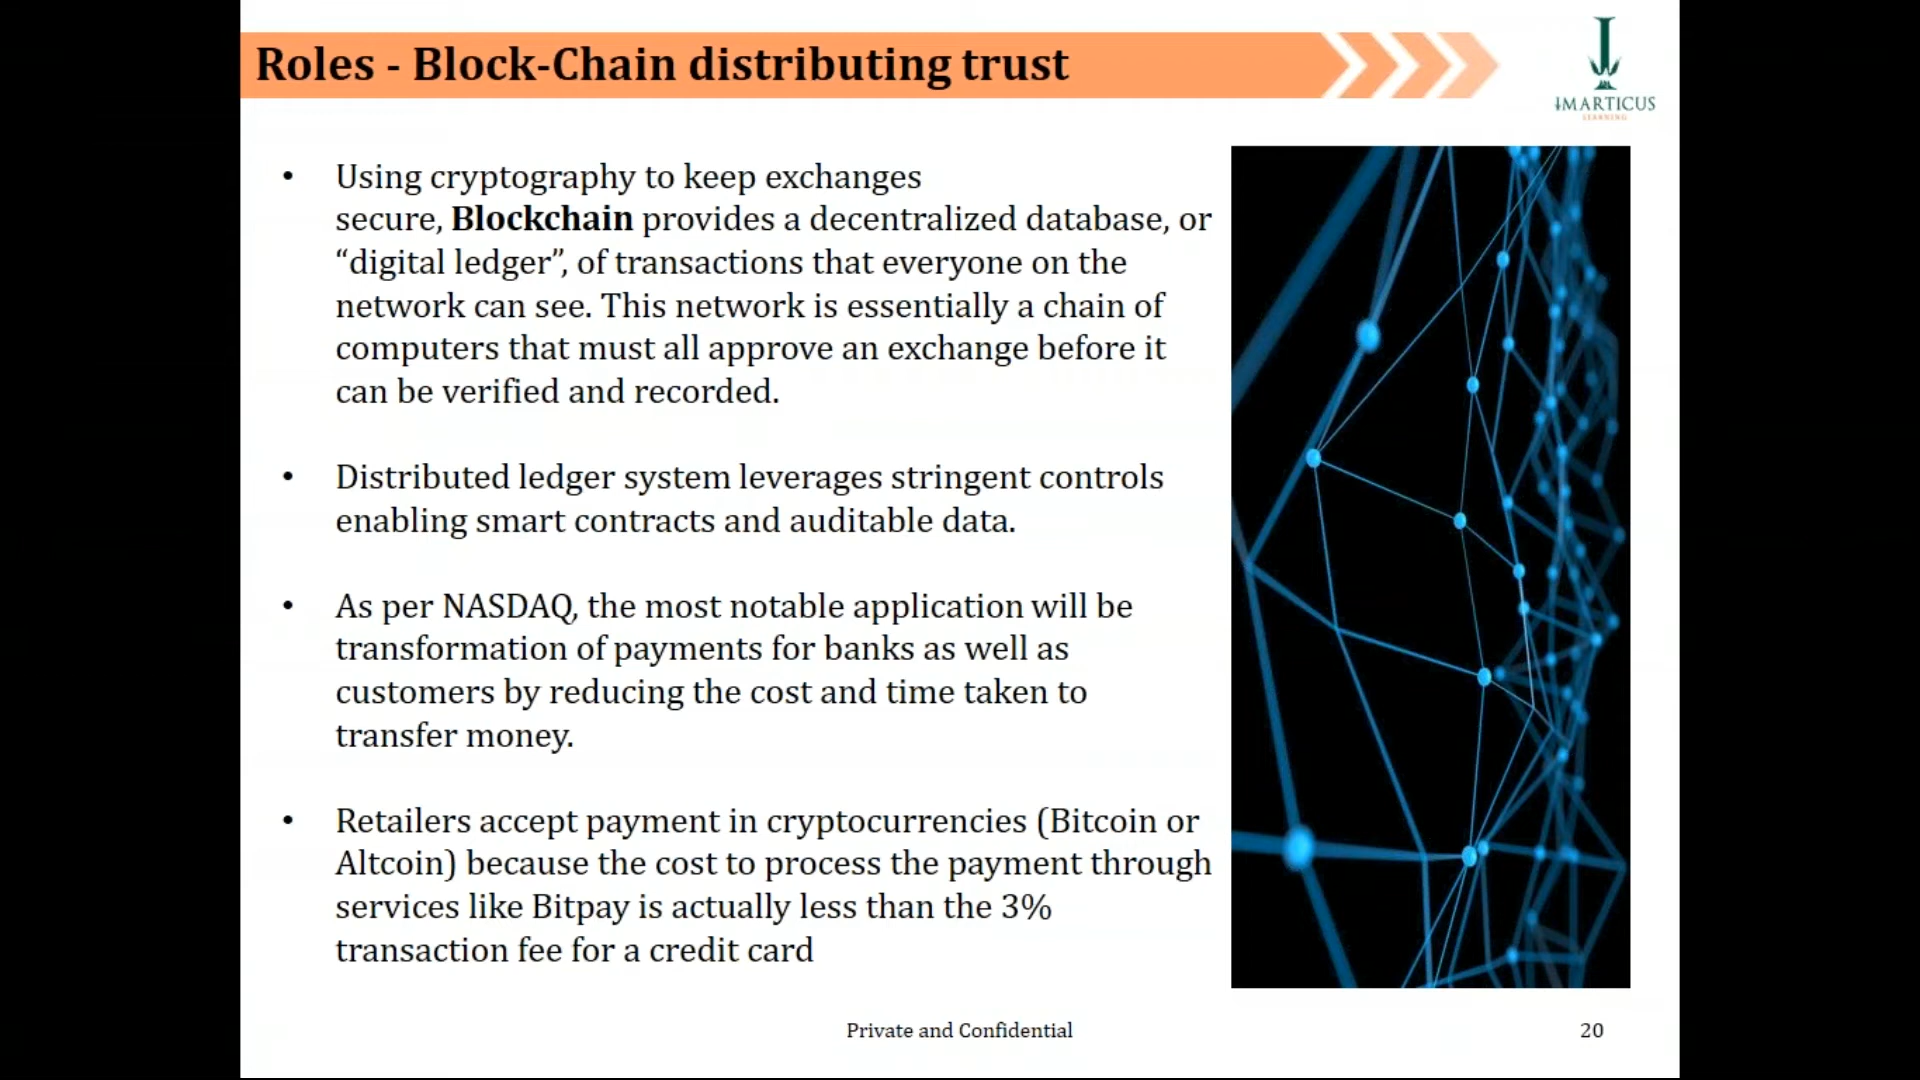 Roles - Block-Chain distributing trust
IMARTICUS
LEARNING
• Using cryptography to keep exchanges
secure, Blockchain provides a decentralized database, or
“digital ledger”, of transactions that everyone on the
network can see. This network is essentially a chain of
computers that must all approve an exchange before it
can be verified and recorded.
• Distributed ledger system leverages stringent controls
enabling smart contracts and auditable data.
• As per NASDAQ, the most notable application will be
transformation of payments for banks as well as
customers by reducing the cost and time taken to
transfer money.
• Retailers accept payment in cryptocurrencies (Bitcoin or
Altcoin) because the cost to process the payment through
services like Bitpay is actually less than the 3%
transaction fee for a credit card
Private and Confidential
20